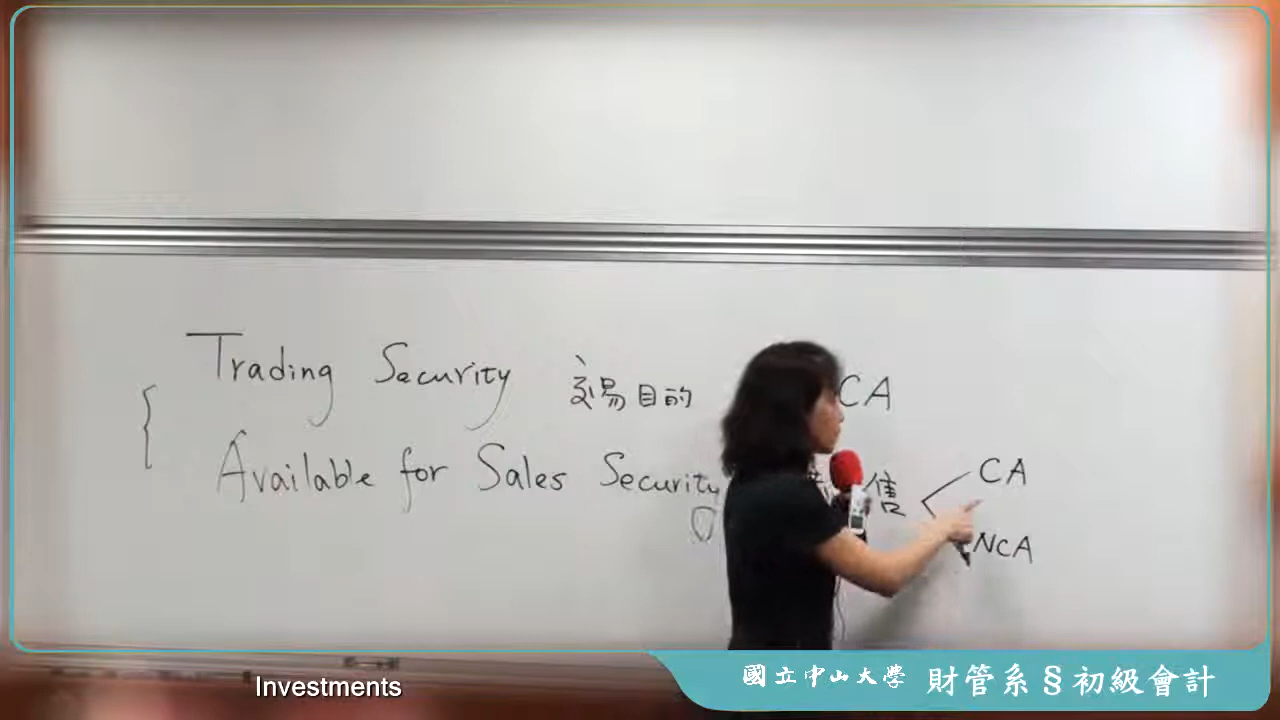 Trading Security 交易目的 CA
Available for Sales Security 售 CA
NCA
Investments
國立中山大學 財管系§初級會計